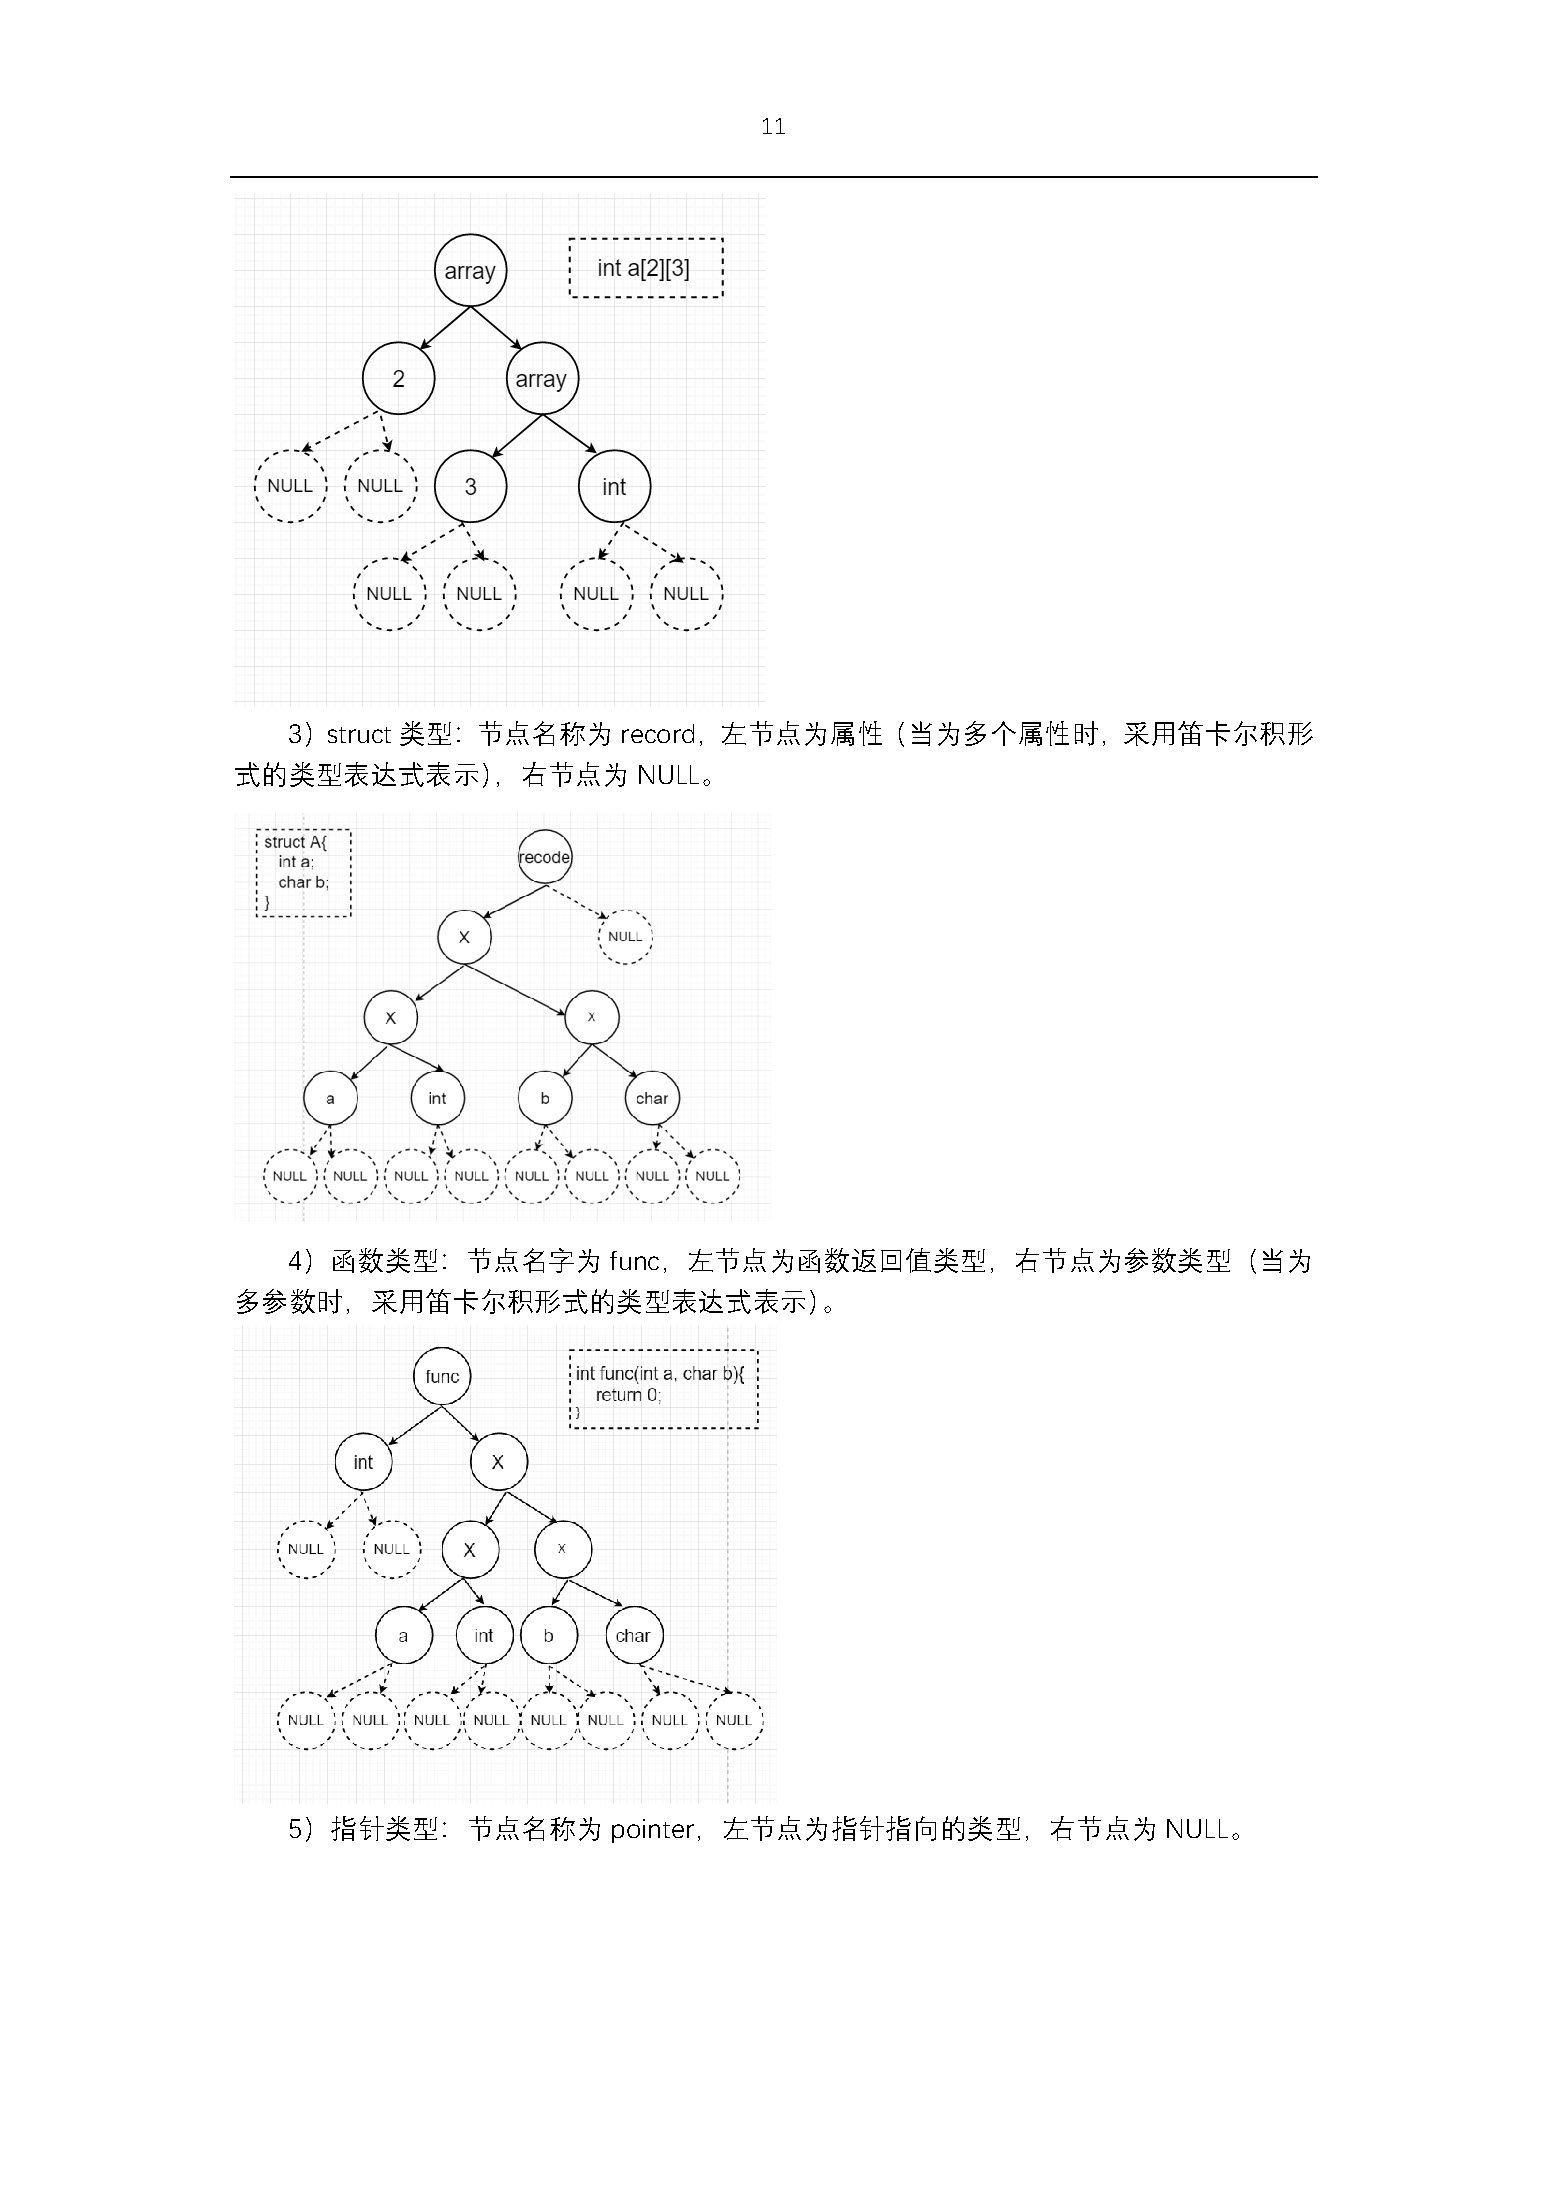 11
array
int a[2][3]
2
array
NULL
NULL
3
int
NULL
NULL
NULL
NULL
3）struct 类型：节点名称为 record，左节点为属性（当为多个属性时，采用笛卡尔积形
式的类型表达式表示），右节点为 NULL。
struct A{
int a;
char b;
}
recode
X
NULL
X
X
a
int
b
char
NULL
NULL
NULL
NULL
NULL
NULL
NULL
NULL
4）函数类型：节点名字为 func，左节点为函数返回值类型，右节点为参数类型（当为
多参数时，采用笛卡尔积形式的类型表达式表示）。
func
int func(int a, char b){
return 0;
}
int
X
NULL
NULL
X
X
a
int
b
char
NULL
NULL
NULL
NULL
NULL
NULL
NULL
NULL
5）指针类型：节点名称为 pointer，左节点为指针指向的类型，右节点为 NULL。